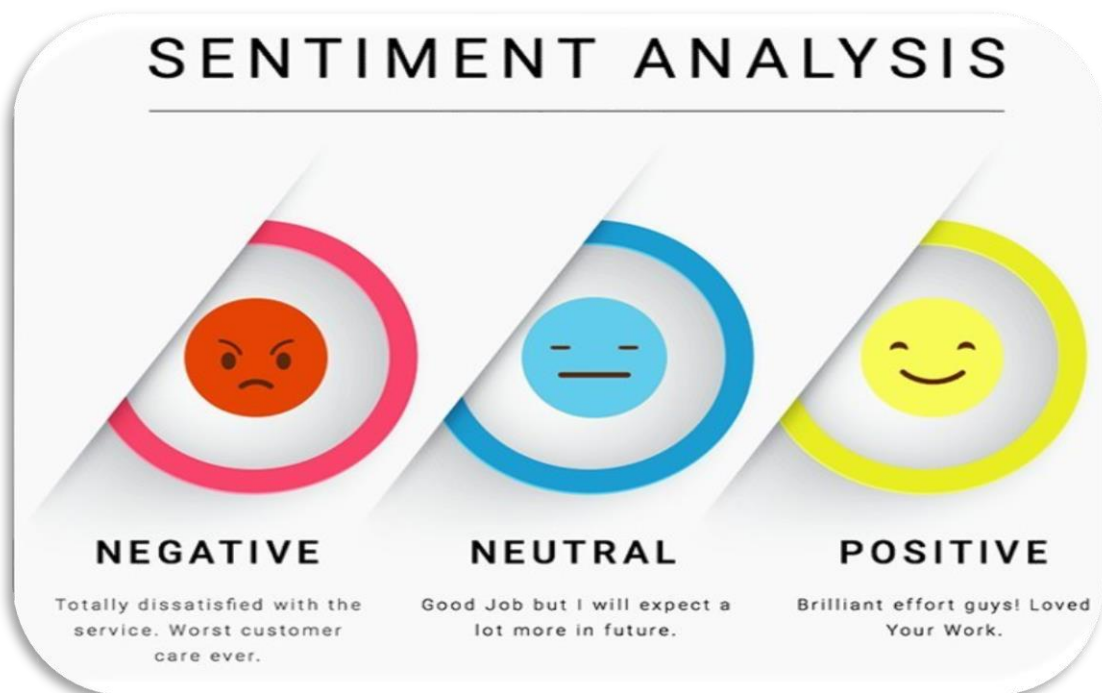 SENTIMENT ANALYSIS
NEGATIVE
Totally dissatisfied with the
service. Worst customer
care ever.
NEUTRAL
Good Job but I will expect a
lot more in future.
POSITIVE
Brilliant effort guys! Loved
Your Work.